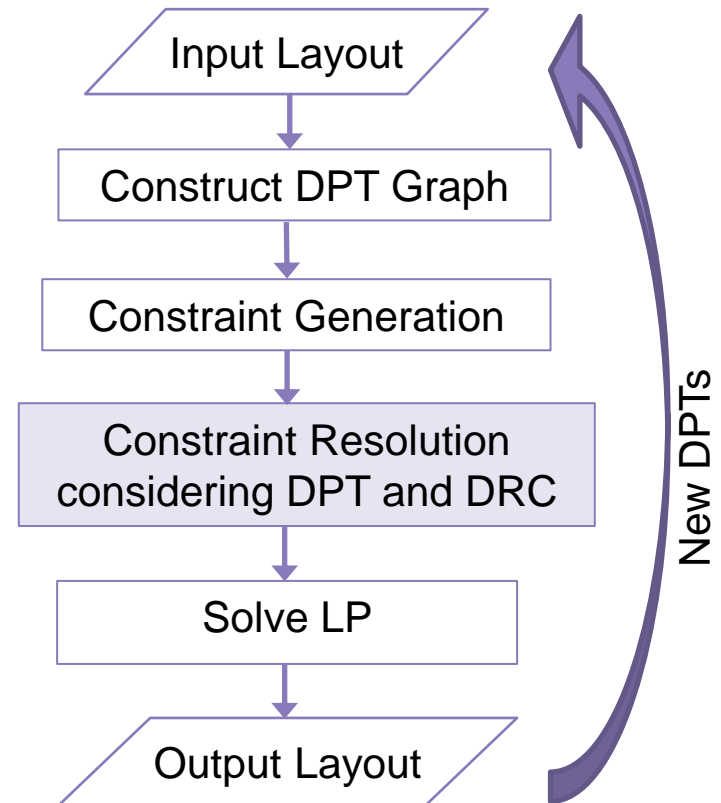 Input Layout
Construct DPT Graph
Constraint Generation
Constraint Resolution
considering DPT and DRC
Solve LP
Output Layout
New DPTs